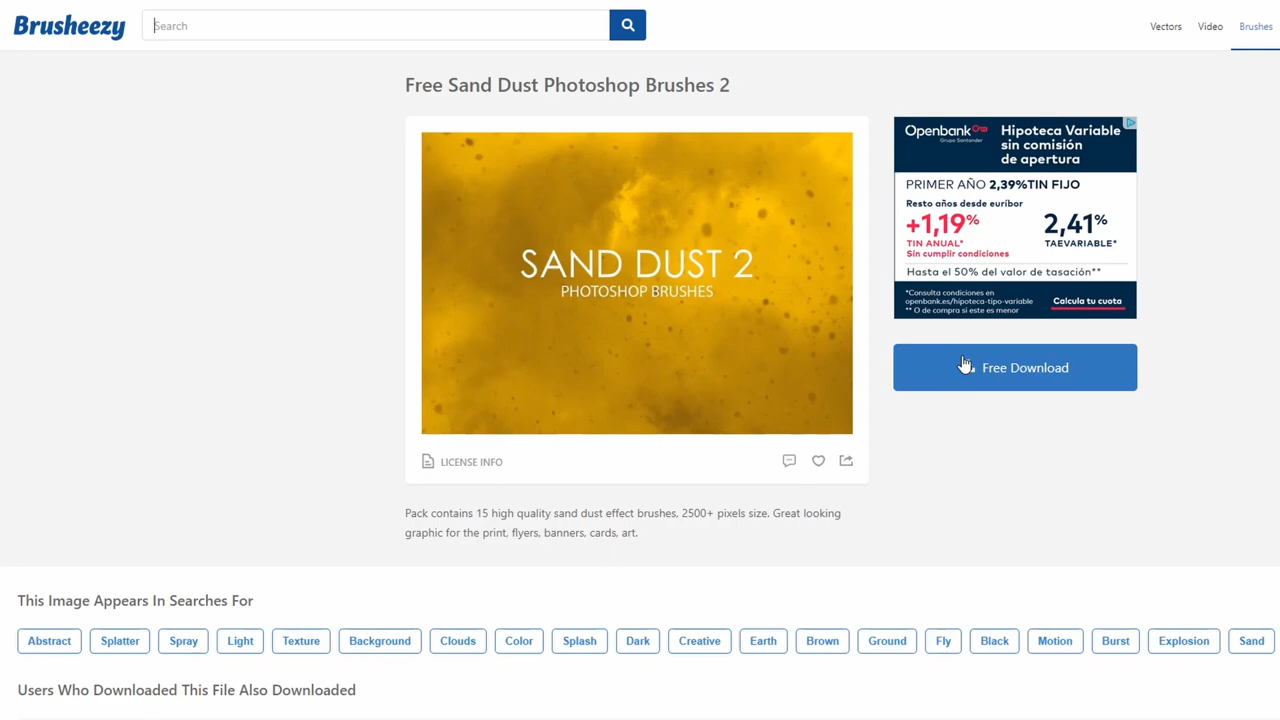 Brusheezy
Search
Vectors
Video
Brushes
Free Sand Dust Photoshop Brushes 2
SAND DUST 2
PHOTOSHOP BRUSHES
Openbank
Grupo Santander
Hipoteca Variable
sin comisión
de apertura
PRIMER AÑO 2,39%TIN FIJO
Resto años desde euríbor
+1,19%
TIN ANUAL*
Sin cumplir condiciones
2,41%
TAEVARIABLE*
Hasta el 50% del valor de tasación**
*Consulta condiciones en
openbank.es/hipoteca-tipo-variable
** O de compra si este es menor
Calcula tu cuota
Free Download
LICENSE INFO
Pack contains 15 high quality sand dust effect brushes, 2500+ pixels size. Great looking
graphic for the print, flyers, banners, cards, art.
This Image Appears In Searches For
Abstract
Splatter
Spray
Light
Texture
Background
Clouds
Color
Splash
Dark
Creative
Earth
Brown
Ground
Fly
Black
Motion
Burst
Explosion
Sand
Users Who Downloaded This File Also Downloaded